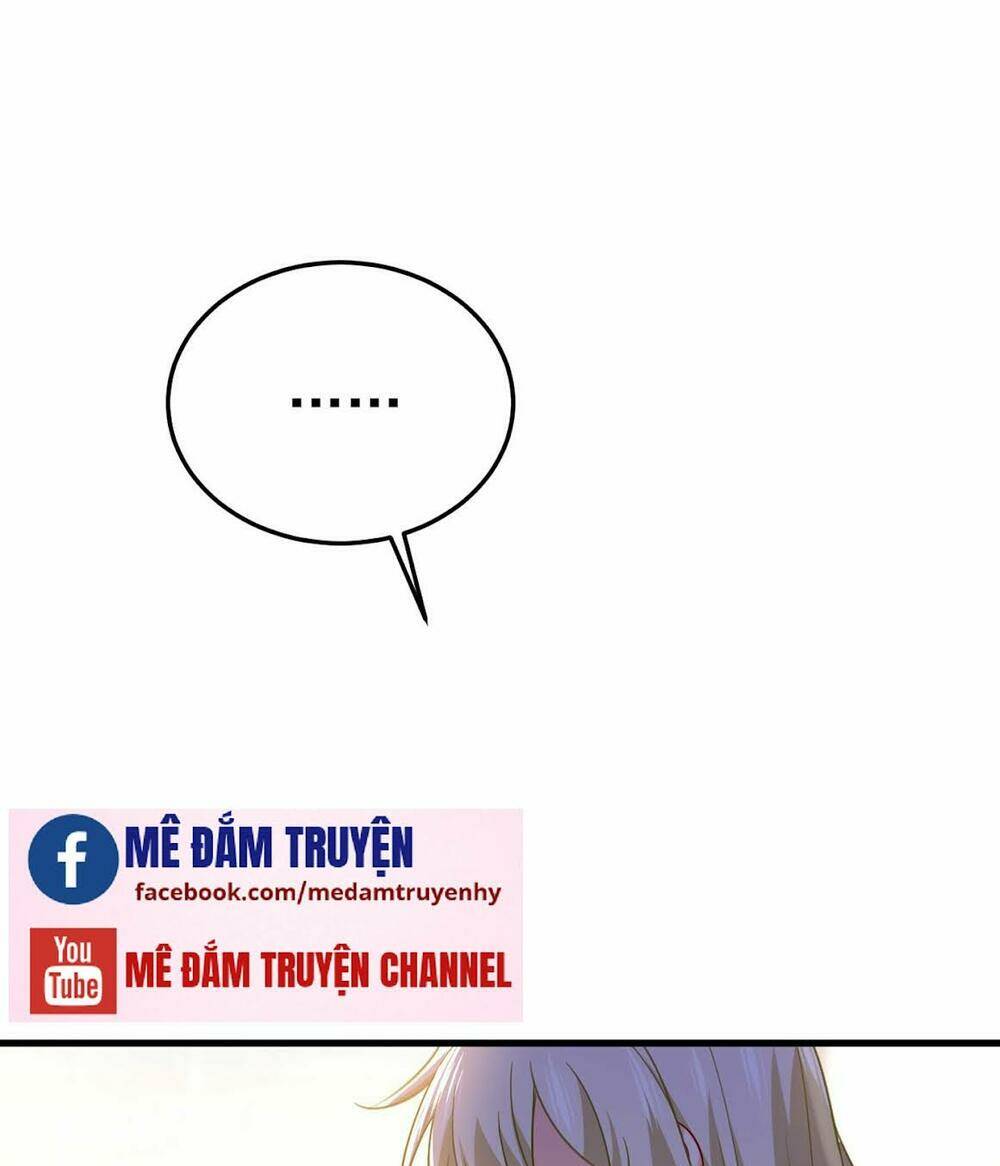 ......
MÊ ĐẮM TRUYỆN
facebook.com/medamtruyenhy
You
Tube
MÊ ĐẮM TRUYỆN CHANNEL